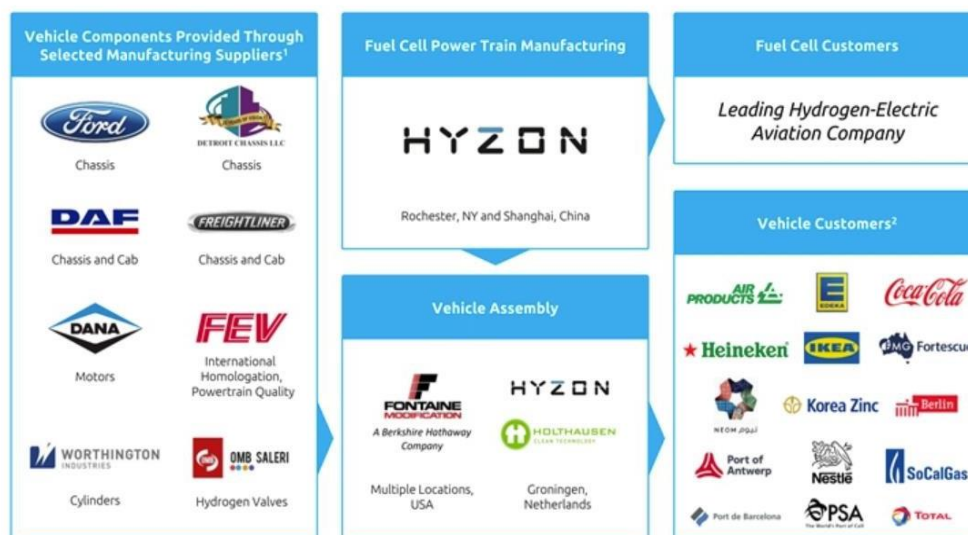 Vehicle Components Provided Through
Selected Manufacturing Suppliers¹
Ford
Chassis
DETROIT CHASSIS LLC
Chassis
DAF
Chassis and Cab
FREIGHTLINER
Chassis and Cab
DANA
Motors
FEV
International
Homologation,
Powertrain Quality
WORTHINGTON
INDUSTRIES
Cylinders
OMB SALERI
Hydrogen Valves
Fuel Cell Power Train Manufacturing
HYZON
Rochester, NY and Shanghai, China
Vehicle Assembly
FONTAINE
MODIFICATION
A Berkshire Hathaway
Company
Multiple Locations,
USA
HYZON
HOLTHAUSEN
CLEAN TECHNOLOGY
Groningen,
Netherlands
Fuel Cell Customers
Leading Hydrogen-Electric
Aviation Company
Vehicle Customers²
AIR
PRODUCTS
E
EDEKA
Coca-Cola
Heineken
IKEA
FMG Fortescue
NEOM نيوم
Korea Zinc
Berlin
Port of
Antwerp
Nestlé
SoCalGas
Port de Barcelona
PSA
The World's Port of Call
TOTAL